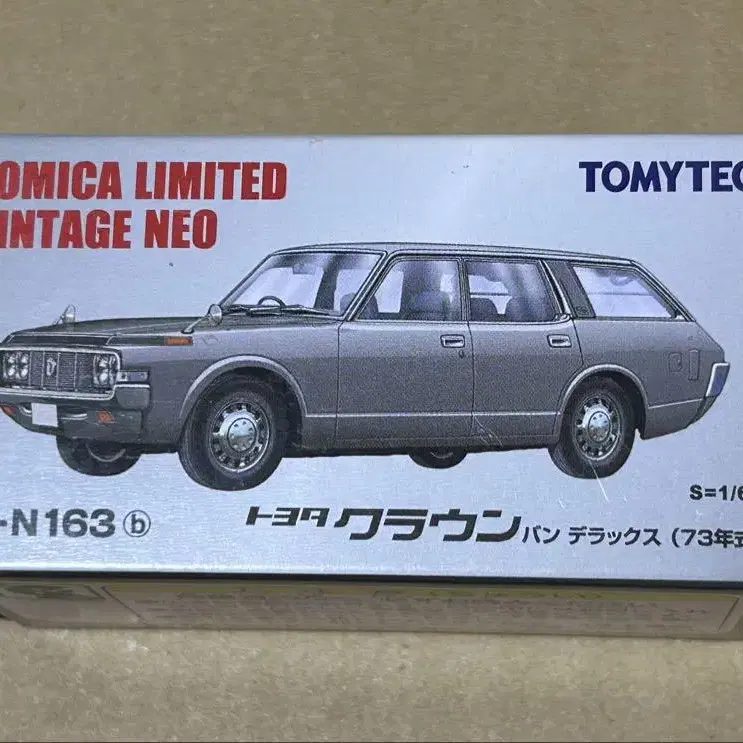 OMICA LIMITED
INTAGE NEO
TOMYTEC
S=1/6
-N163 ⓑ
トヨタ クラウン バン デラックス (73年式